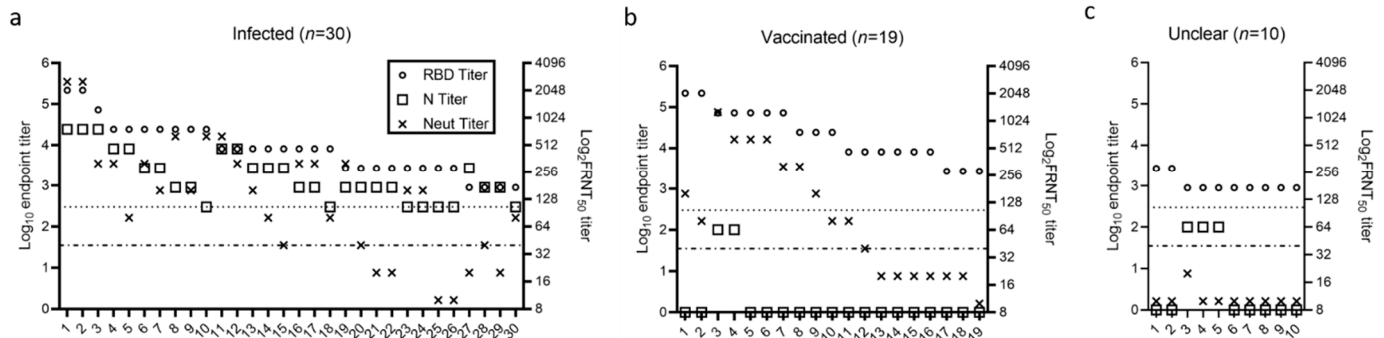 a
Infected (n=30)
RBD Titer
N Titer
Neut Titer
Log10 endpoint titer
6
5
4
3
2
1
0
4096
2048
1024
512
256
128
64
32
16
8
Log2FRNT50 titer
1 2 3 4 5 6 7 8 9 10 11 12 13 14 15 16 17 18 19 20 21 22 23 24 25 26 27 28 29 30
b
Vaccinated (n=19)
Log10 endpoint titer
6
5
4
3
2
1
0
4096
2048
1024
512
256
128
64
32
16
8
Log2FRNT50 titer
1 2 3 4 5 6 7 8 9 10 11 12 13 14 15 16 17 18 19
c
Unclear (n=10)
Log10 endpoint titer
6
5
4
3
2
1
0
4096
2048
1024
512
256
128
64
32
16
8
Log2FRNT50 titer
1 2 3 4 5 6 7 8 9 10